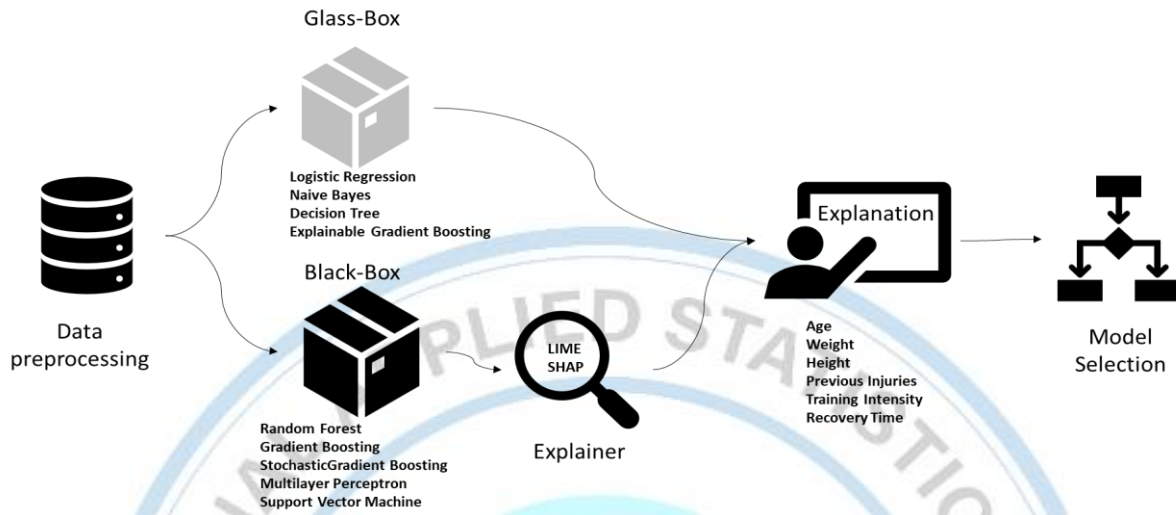 Glass-Box
Logistic Regression
Naive Bayes
Decision Tree
Explainable Gradient Boosting
Data
preprocessing
Black-Box
Random Forest
Gradient Boosting
StochasticGradient Boosting
Multilayer Perceptron
Support Vector Machine
LIME
SHAP
Explainer
Explanation
Age
Weight
Height
Previous Injuries
Training Intensity
Recovery Time
Model
Selection
STATISTIC